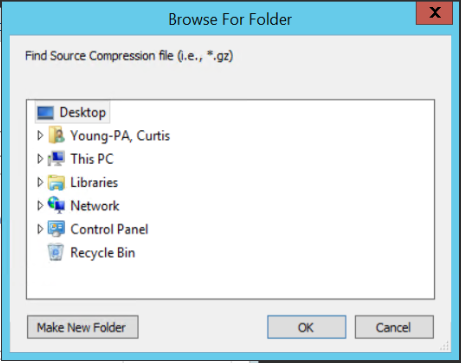 Browse For Folder
X
Find Source Compression file (i.e., *.gz)
Desktop
Young-PA, Curtis
This PC
Libraries
Network
Control Panel
Recycle Bin
Make New Folder
OK
Cancel